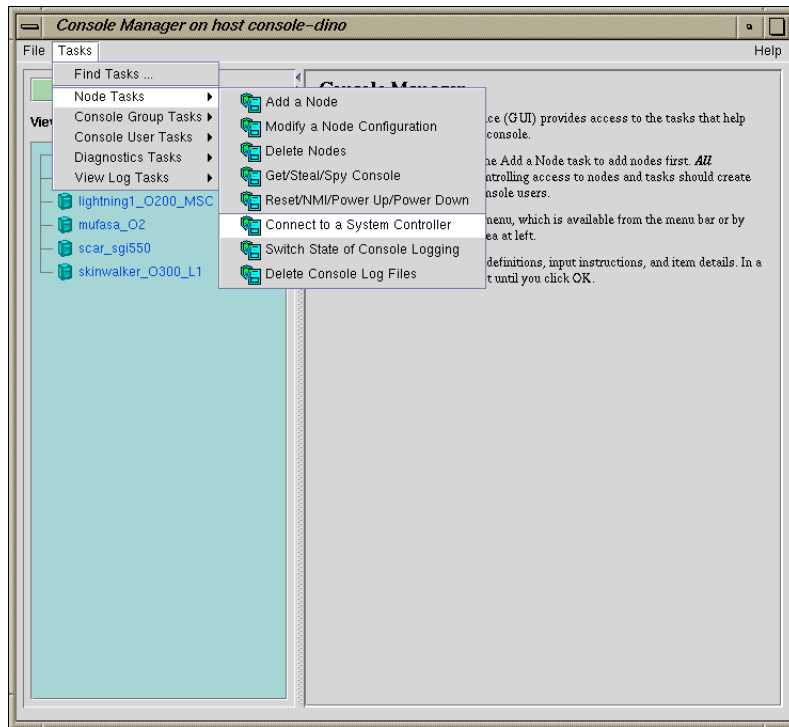 Console Manager on host console-dino
File Tasks Help
Find Tasks ...
Node Tasks
Console Group Tasks
Console User Tasks
Diagnostics Tasks
View Log Tasks
Add a Node
Modify a Node Configuration
Delete Nodes
Get/Steal/Spy Console
Reset/NMI/Power Up/Power Down
Connect to a System Controller
Switch State of Console Logging
Delete Console Log Files
lightning1_O200_MSC
mufasa_O2
scar_sgi550
skinwalker_O300_L1
Console Manager
(GUI) provides access to the tasks that help
console.
Add a Node task to add nodes first. All
controlling access to nodes and tasks should create
users.
menu, which is available from the menu bar or by
at left.
definitions, input instructions, and item details. In a
until you click OK.